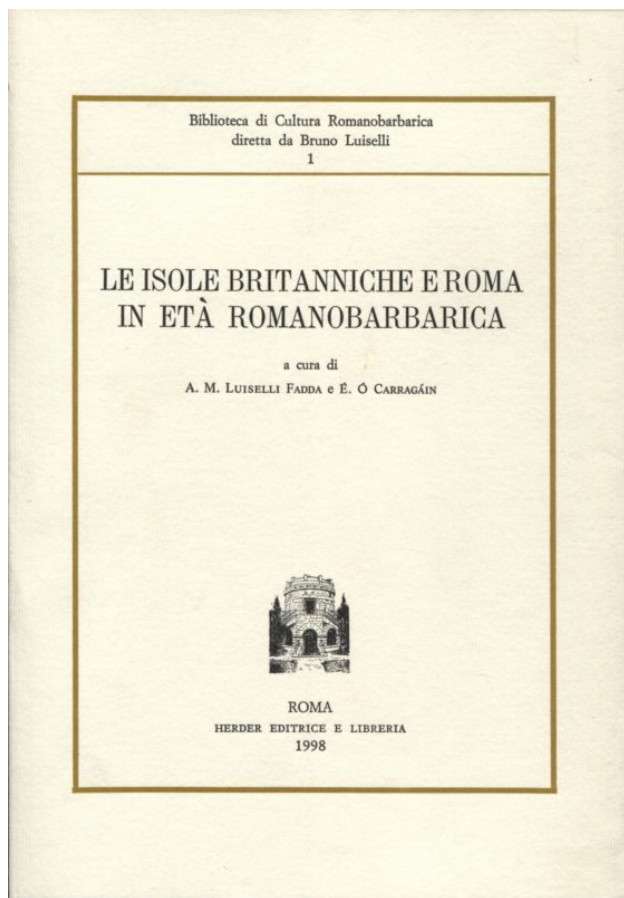 Biblioteca di Cultura Romanobarbarica
diretta da Bruno Luiselli
1
LE ISOLE BRITANNICHE E ROMA
IN ETÀ ROMANOBARBARICA
a cura di
A. M. LUISELLI FADDA e É. Ó CARRAGÁIN
ROMA
HERDER EDITRICE E LIBRERIA
1998